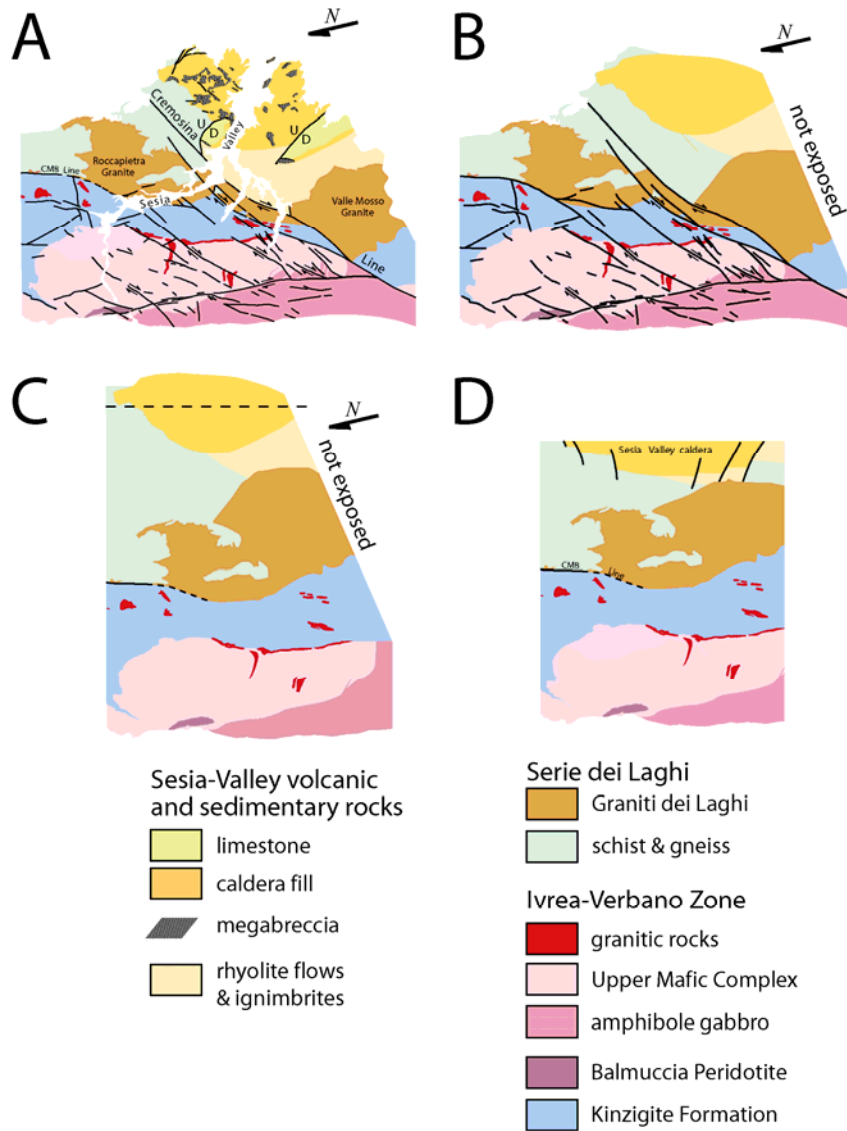 A
N
Cremosina
U
D
Valley
U
D
Roccapietra
Granite
CMB Line
Sesia
Valle Mosso
Granite
Line
B
N
not exposed
C
N
not exposed
D
Sesia Valley caldera
CMB
Line
Sesia-Valley volcanic
and sedimentary rocks
limestone
caldera fill
megabreccia
rhyolite flows
& ignimbrites
Serie dei Laghi
Graniti dei Laghi
schist & gneiss
Ivrea-Verbano Zone
granitic rocks
Upper Mafic Complex
amphibole gabbro
Balmuccia Peridotite
Kinzigite Formation